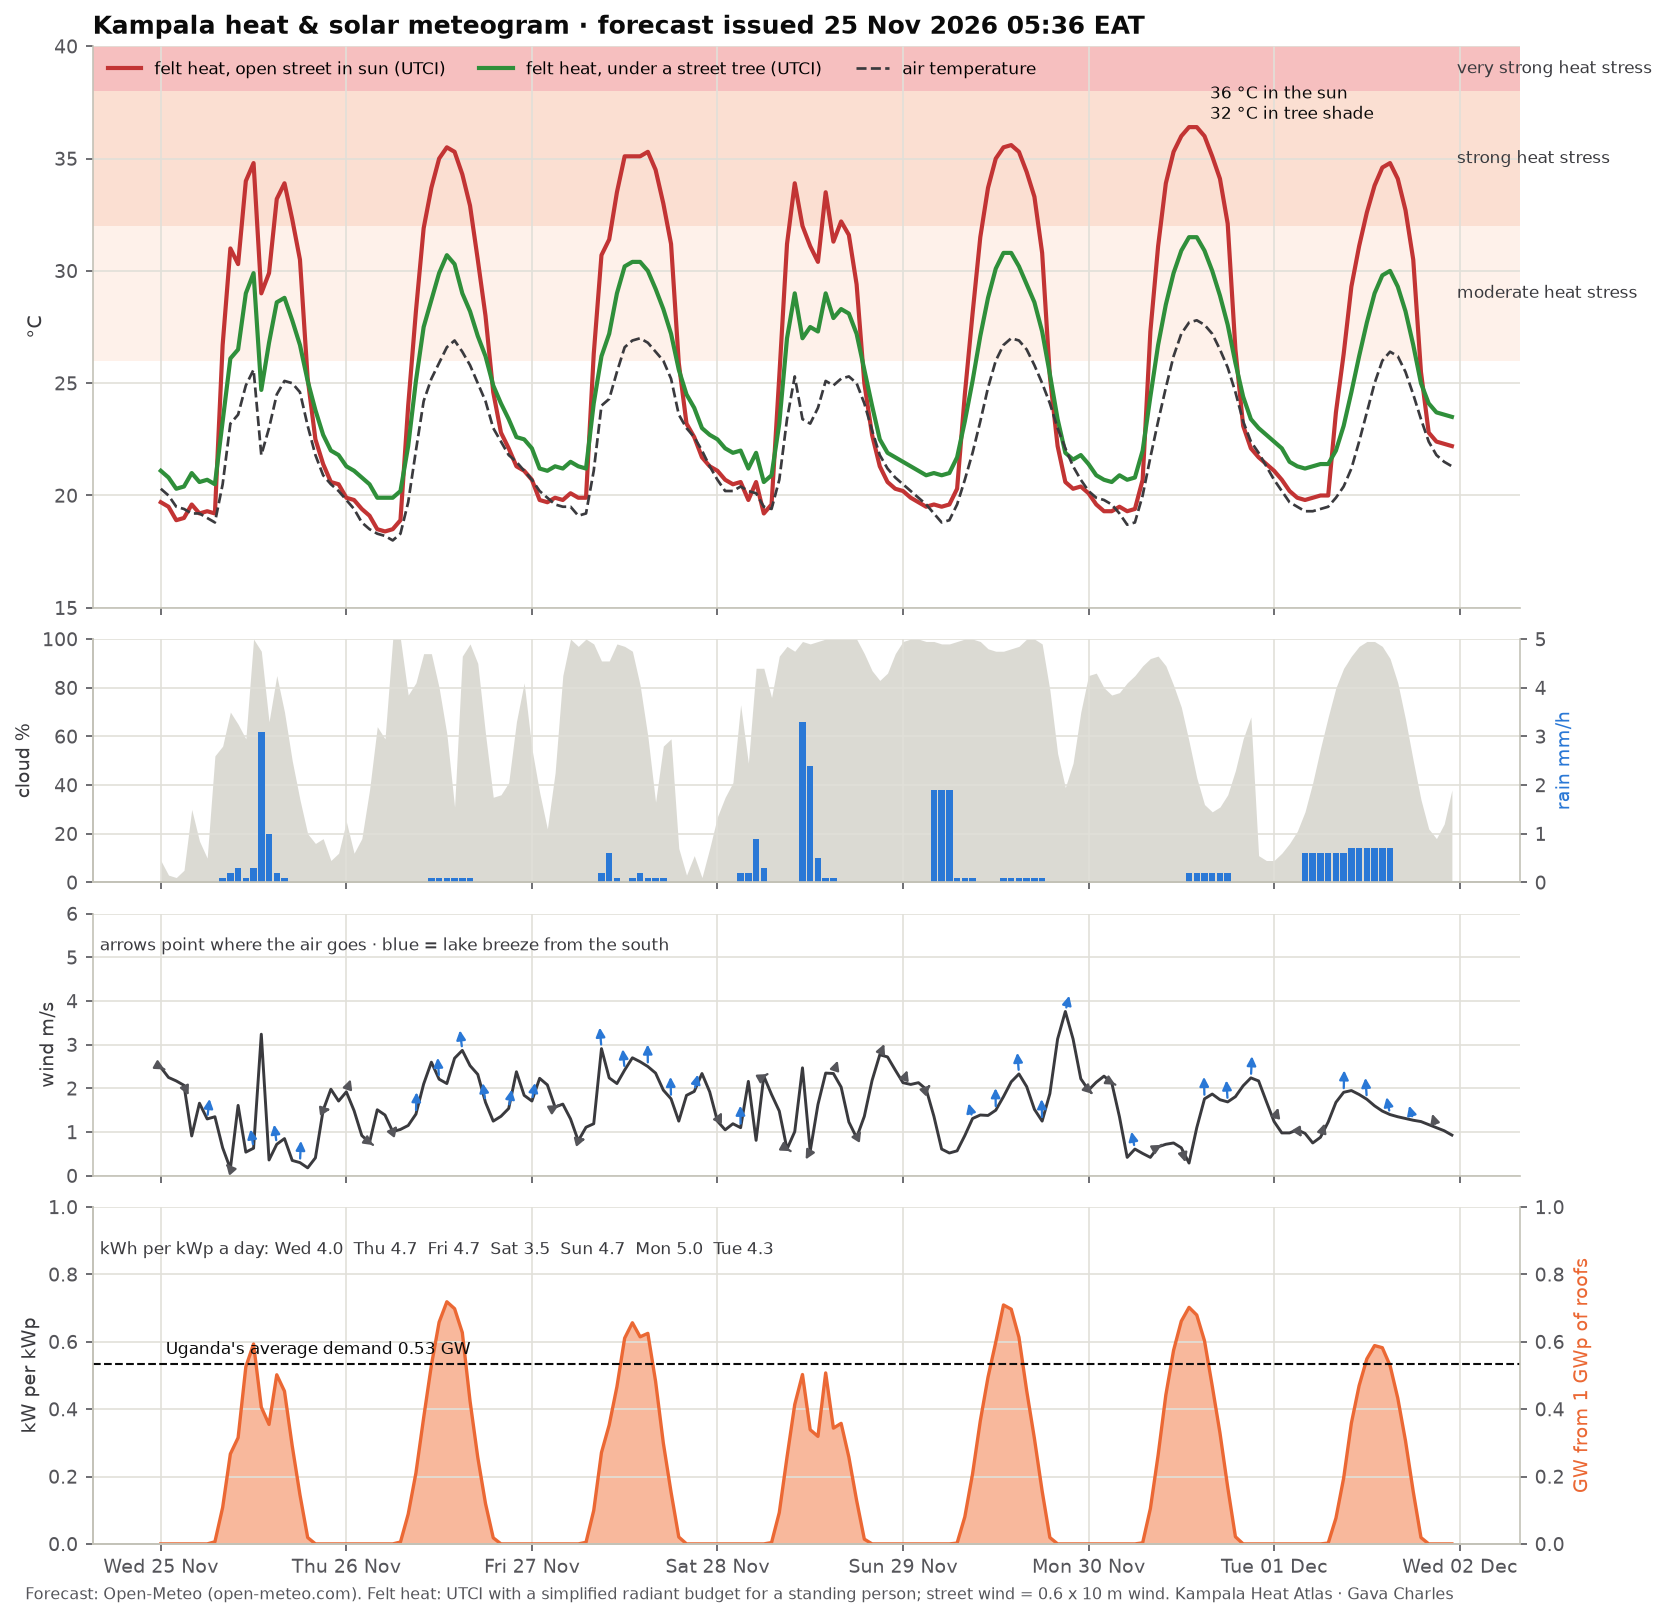 Kampala heat & solar meteogram · forecast issued 25 Nov 2026 05:36 EAT
40
felt heat, open street in sun (UTCI)
felt heat, under a street tree (UTCI)
air temperature
very strong heat stress
36 °C in the sun
32 °C in tree shade
35
strong heat stress
30
moderate heat stress
°C
25
20
15
100
80
60
40
20
0
cloud %
5
4
3
2
1
0
rain mm/h
6
5
4
3
2
1
0
wind m/s
arrows point where the air goes · blue = lake breeze from the south
1.0
0.8
0.6
0.4
0.2
0.0
kW per kWp
kWh per kWp a day: Wed 4.0  Thu 4.7  Fri 4.7  Sat 3.5  Sun 4.7  Mon 5.0  Tue 4.3
Uganda's average demand 0.53 GW
1.0
0.8
0.6
0.4
0.2
0.0
GW from 1 GWp of roofs
Wed 25 Nov
Thu 26 Nov
Fri 27 Nov
Sat 28 Nov
Sun 29 Nov
Mon 30 Nov
Tue 01 Dec
Wed 02 Dec
Forecast: Open-Meteo (open-meteo.com). Felt heat: UTCI with a simplified radiant budget for a standing person; street wind = 0.6 x 10 m wind. Kampala Heat Atlas · Gava Charles